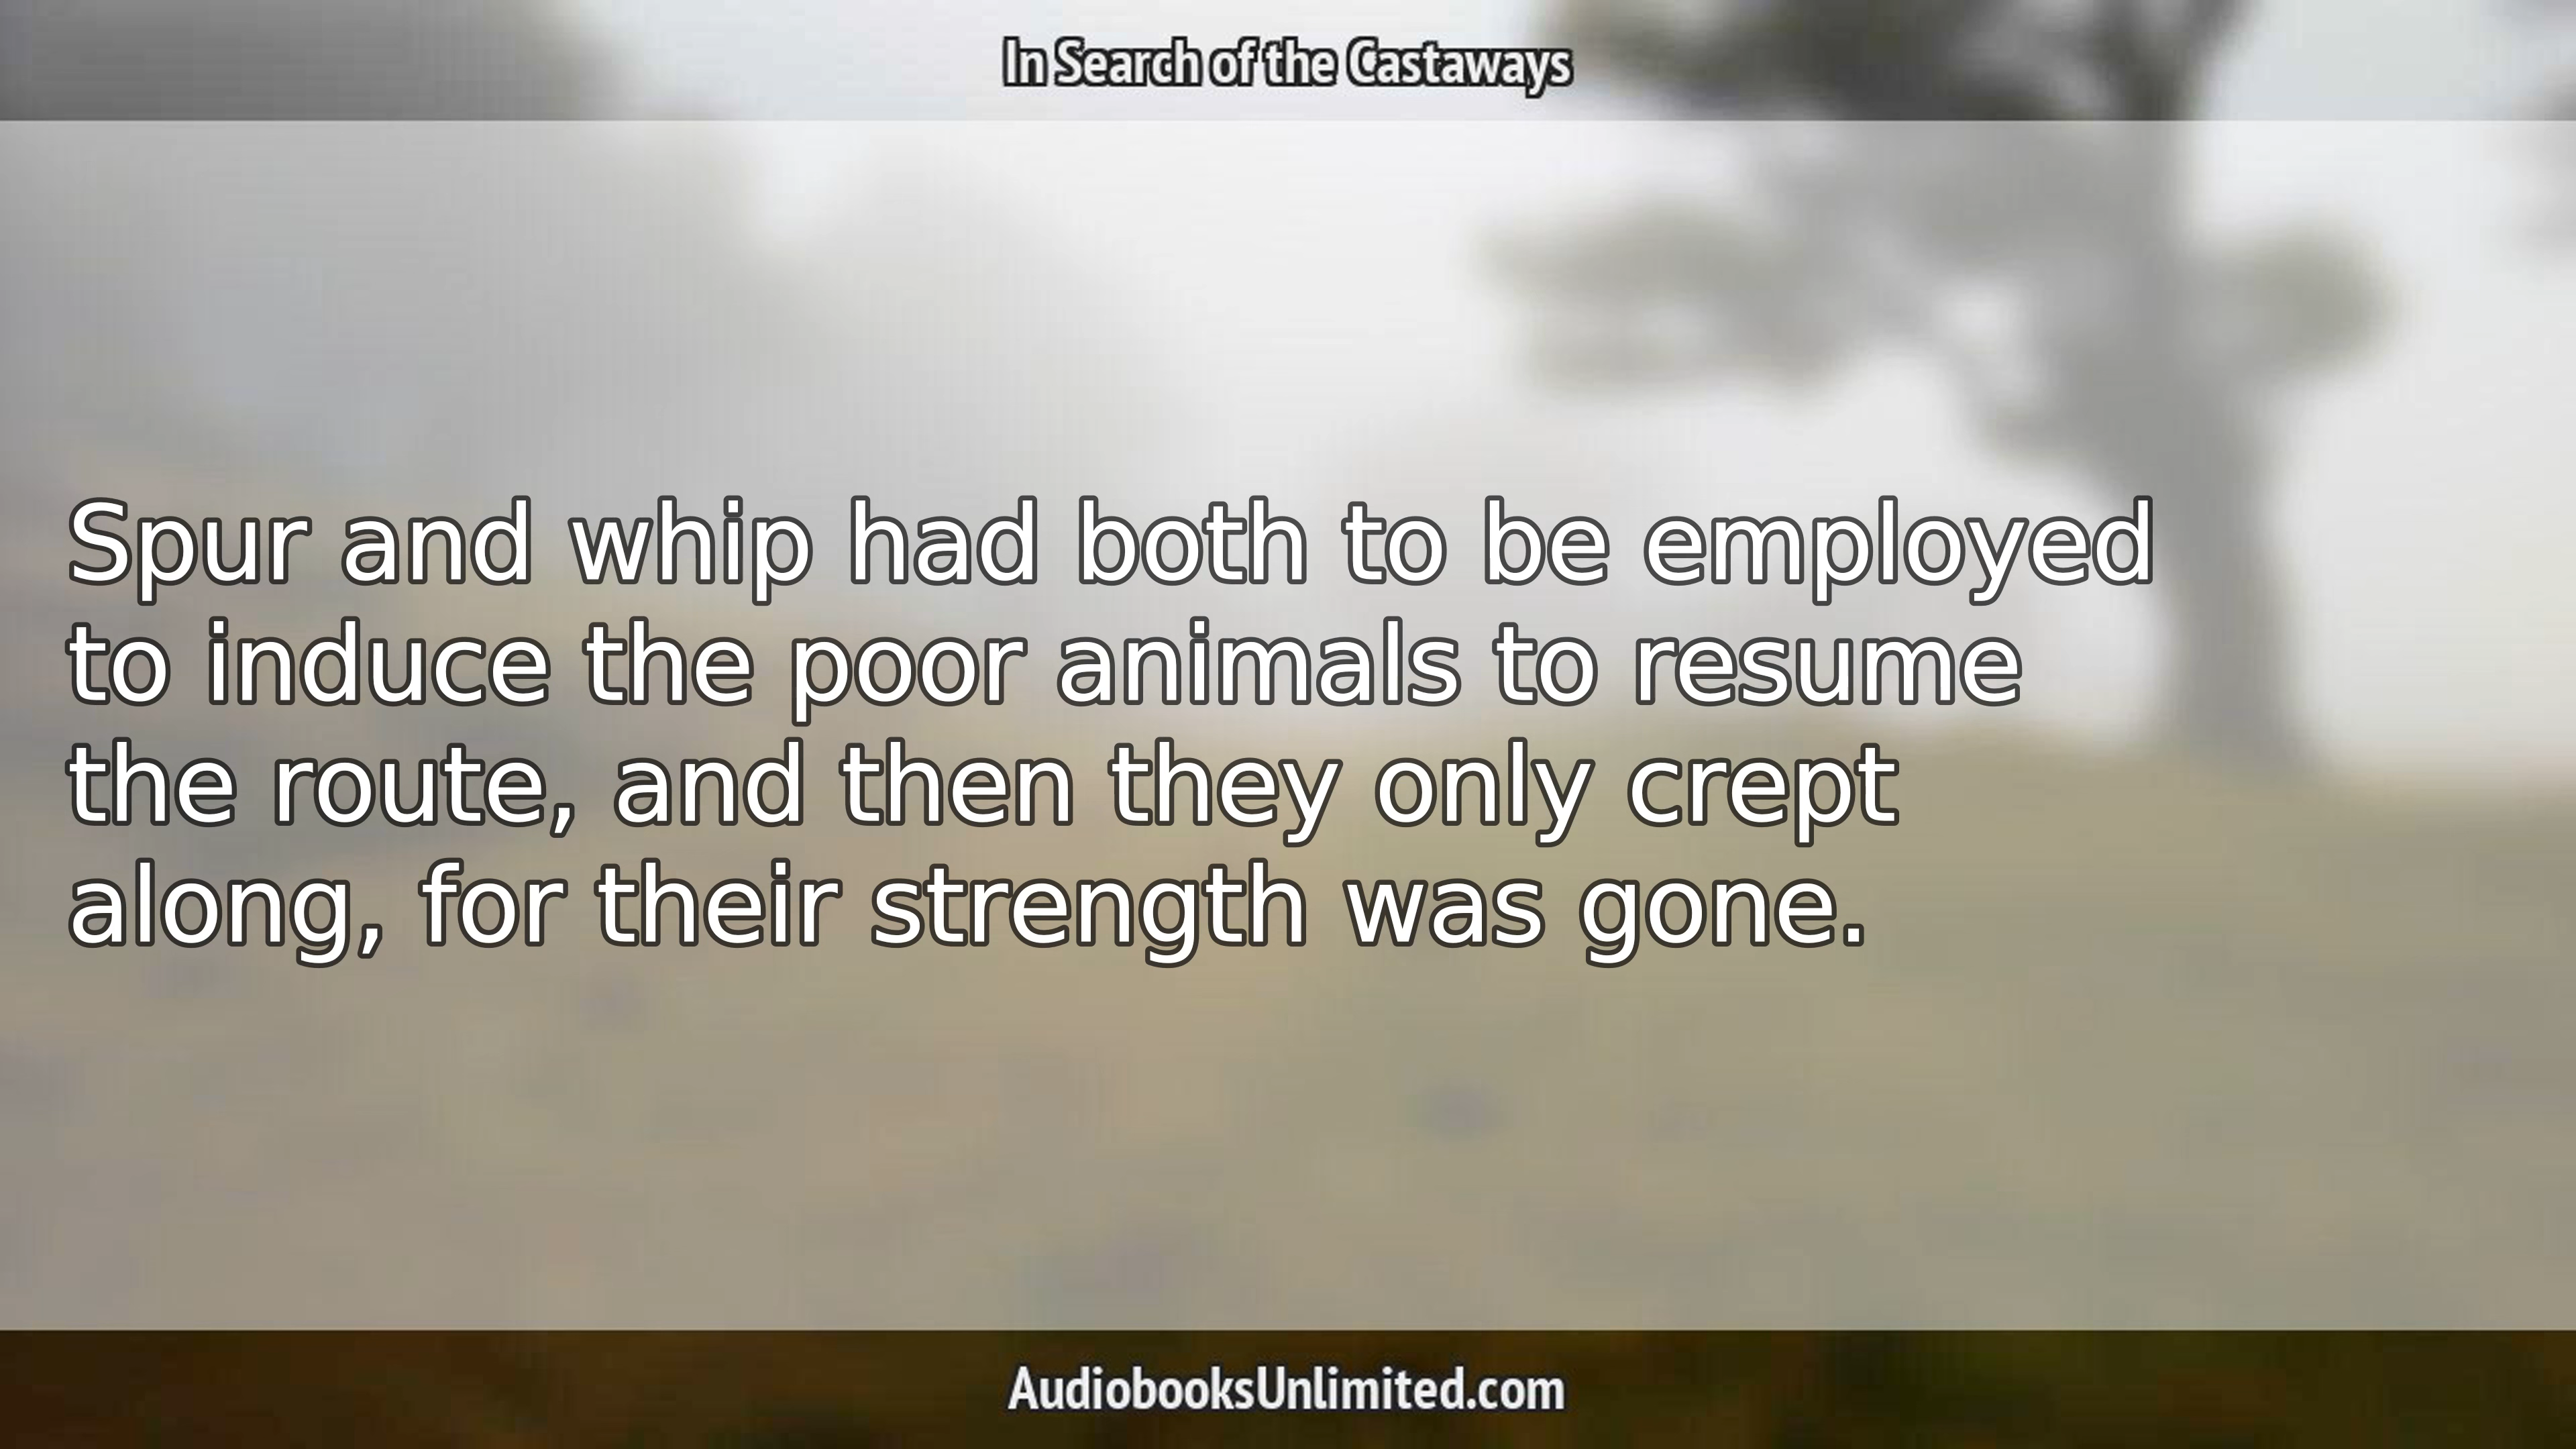 In Search of the Castaways
Spur and whip had both to be employed
to induce the poor animals to resume
the route, and then they only crept
along, for their strength was gone.
AudiobooksUnlimited.com